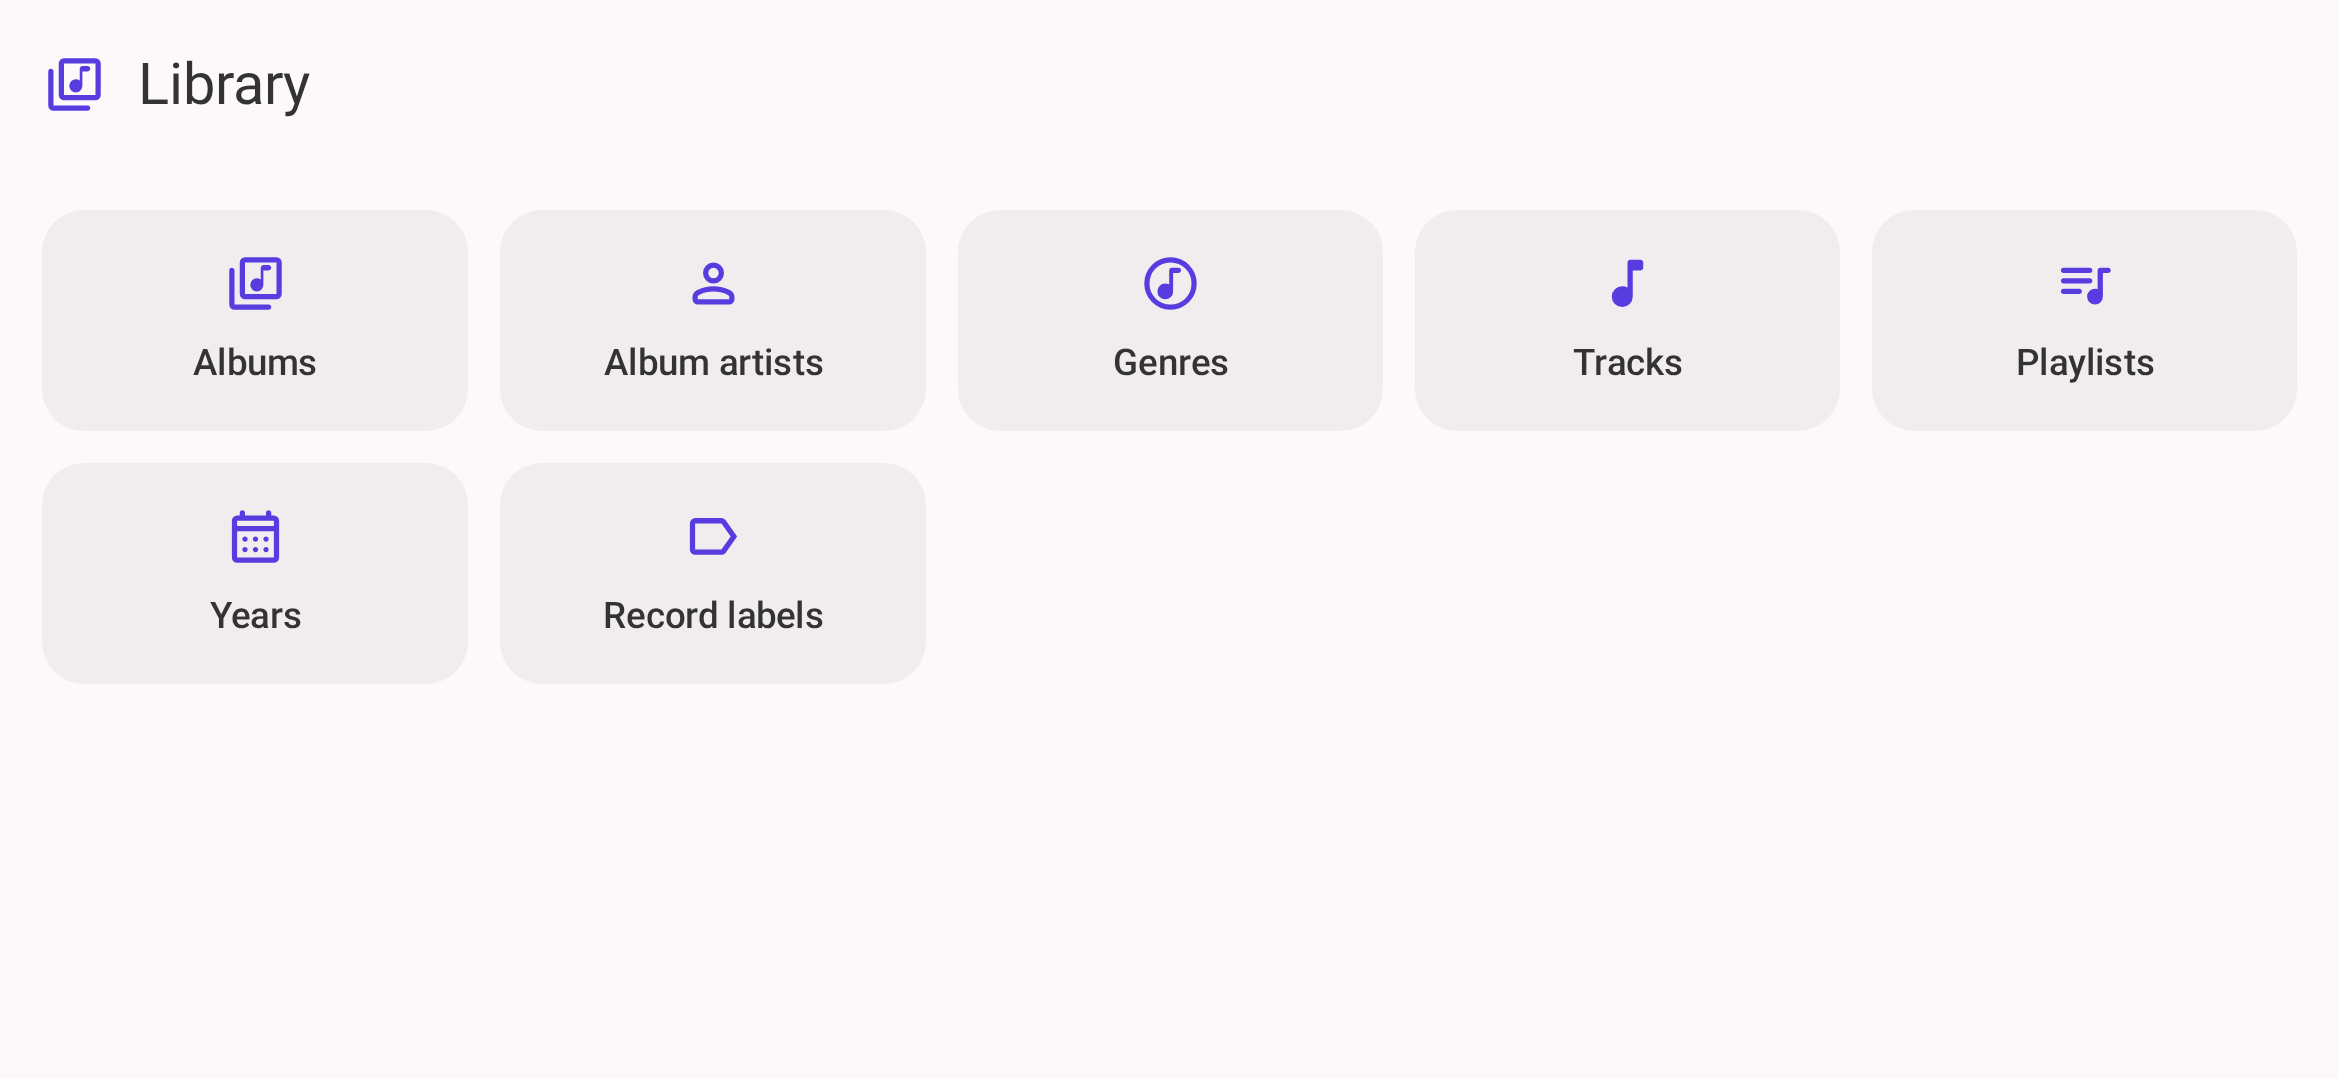 Library
Albums
Album artists
Genres
Tracks
Playlists
Years
Record labels